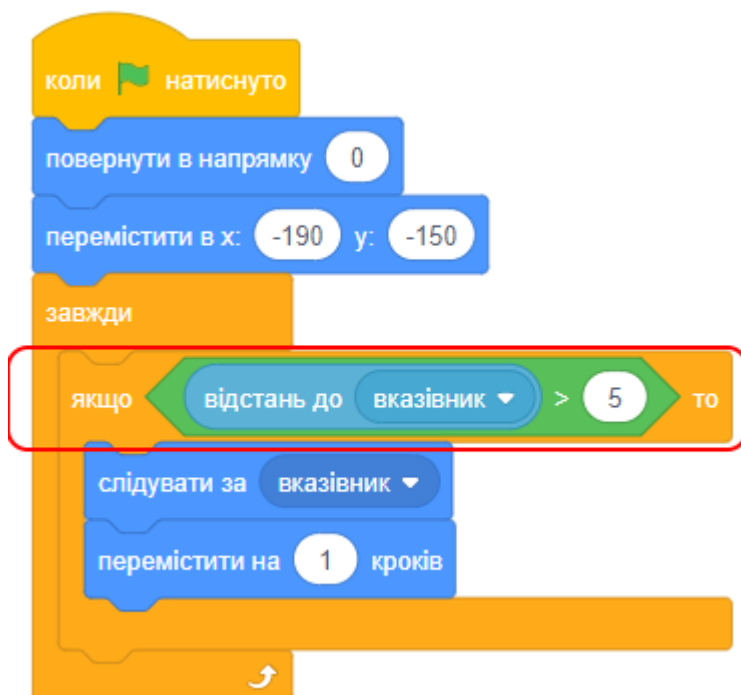 коли натиснуто
повернути в напрямку 0
перемістити в x: -190 y: -150
завжди
якщо відстань до вказівник > 5 то
слідувати за вказівник
перемістити на 1 кроків